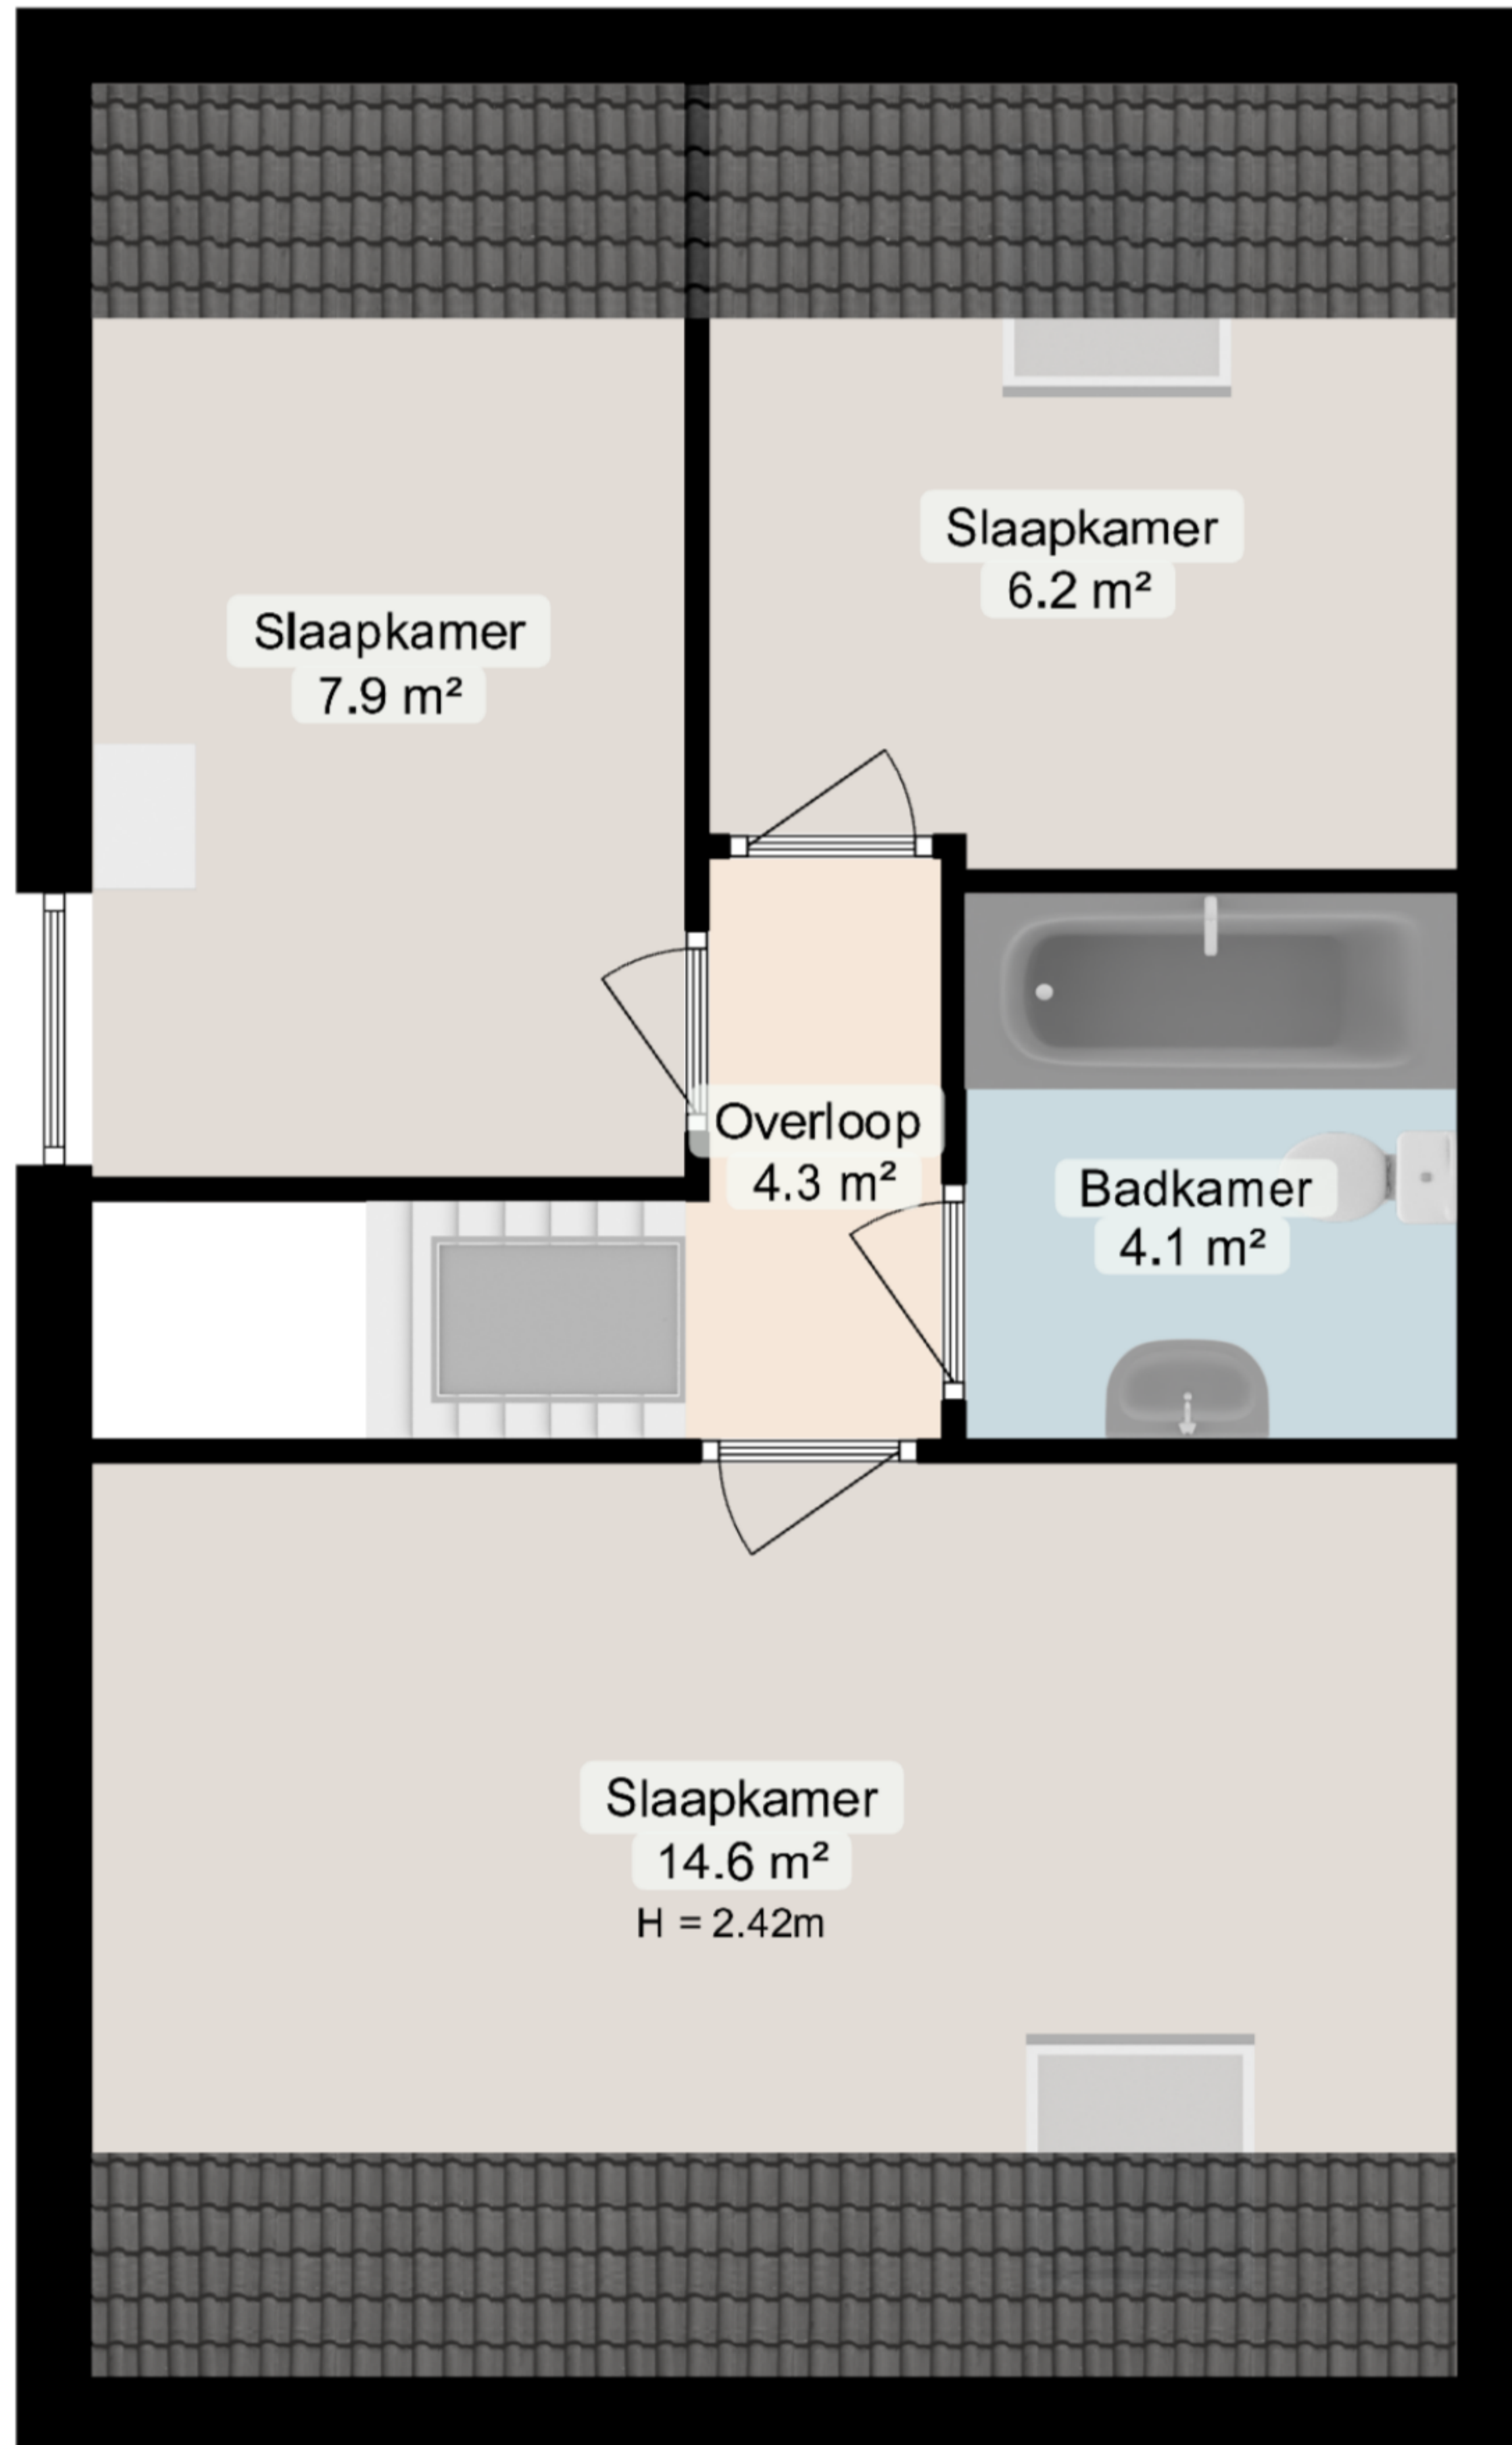 Slaapkamer
6.2 m²
Slaapkamer
7.9 m²
Overloop
4.3 m²
Badkamer
4.1 m²
Slaapkamer
14.6 m²
H = 2.42m